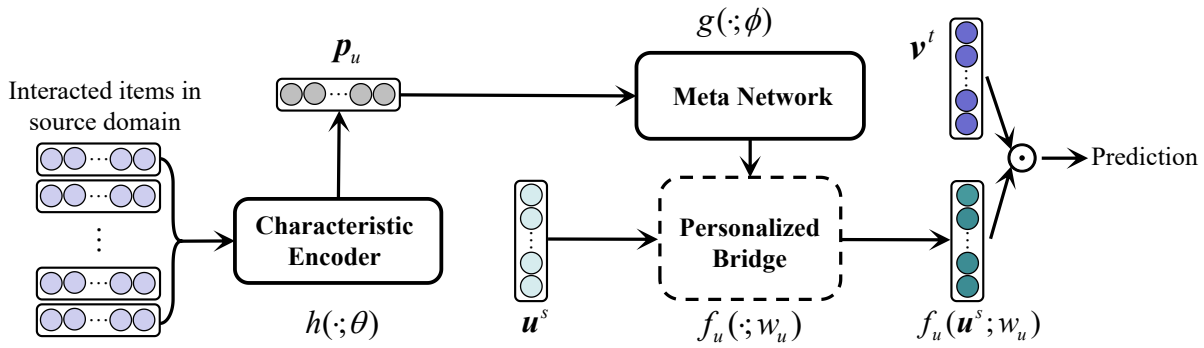 g(·;ϕ)
p_u
v^t
Interacted items in
source domain
Meta Network
Prediction
Characteristic
Encoder
Personalized
Bridge
h(·;θ)
u^s
f_u(·;w_u)
f_u(u^s;w_u)